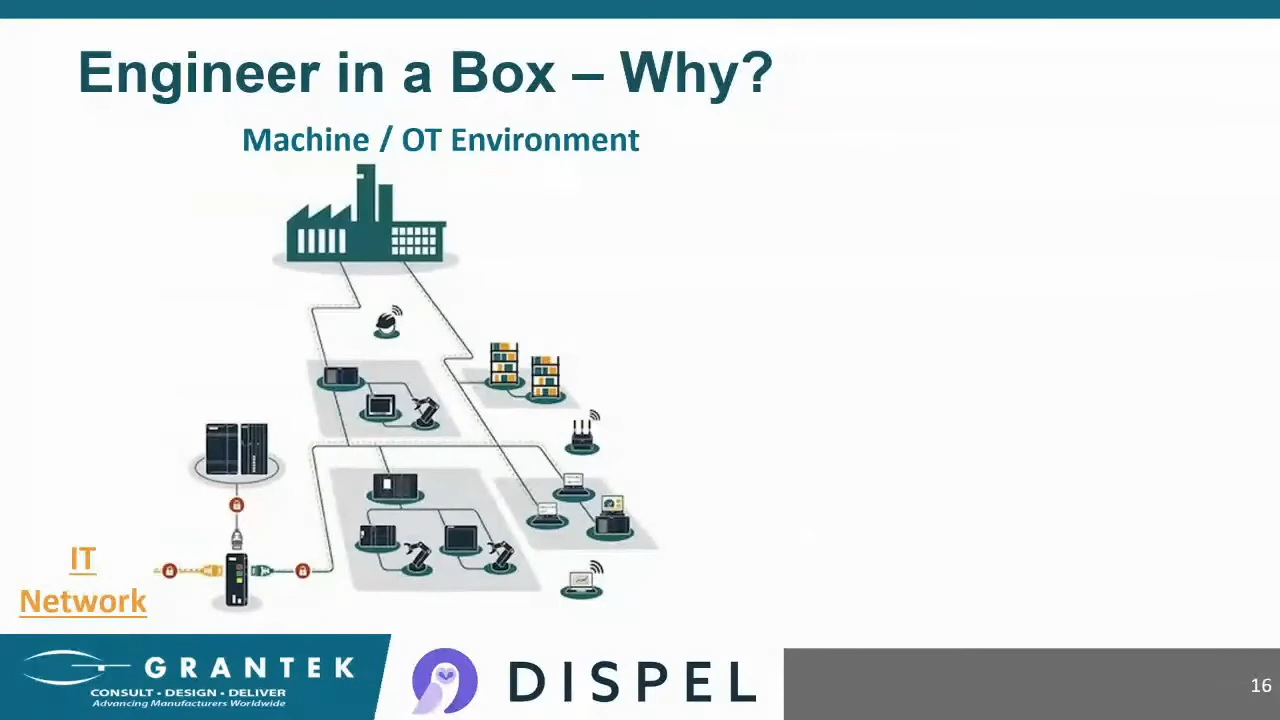 Engineer in a Box – Why?
Machine / OT Environment
IT
Network
GRANTEK
CONSULT • DESIGN • DELIVER
Advancing Manufacturers Worldwide
DISPEL
16